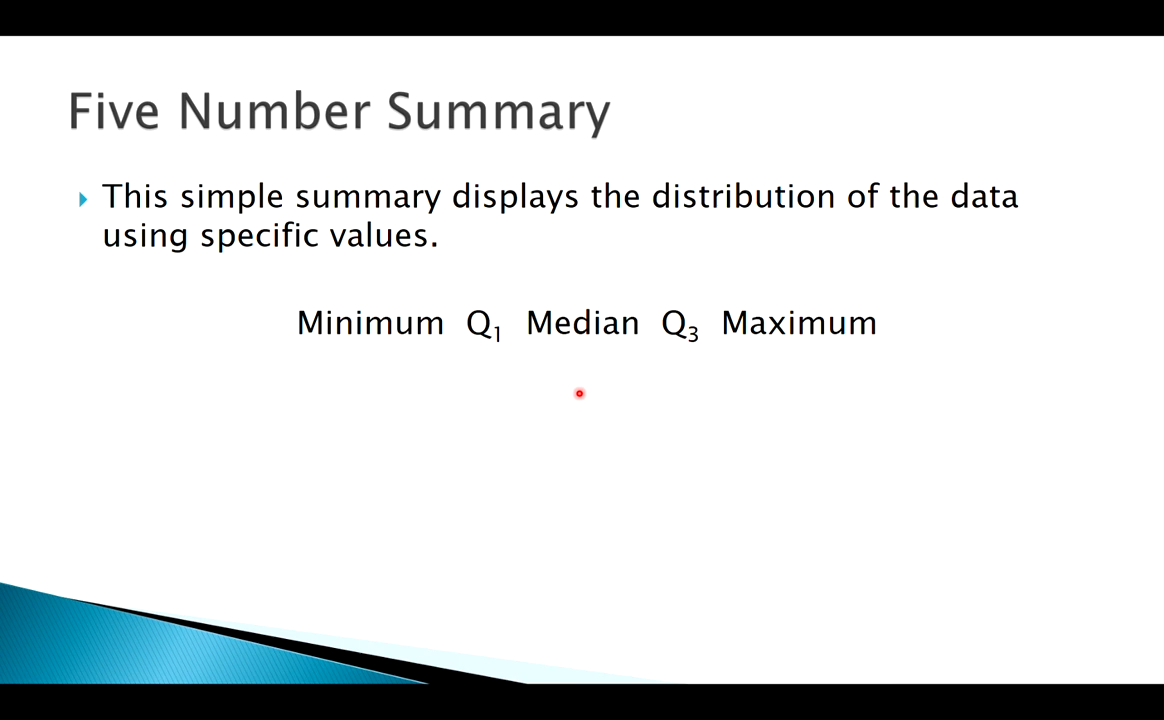 Five Number Summary
This simple summary displays the distribution of the data
using specific values.
Minimum Q₁ Median Q₃ Maximum